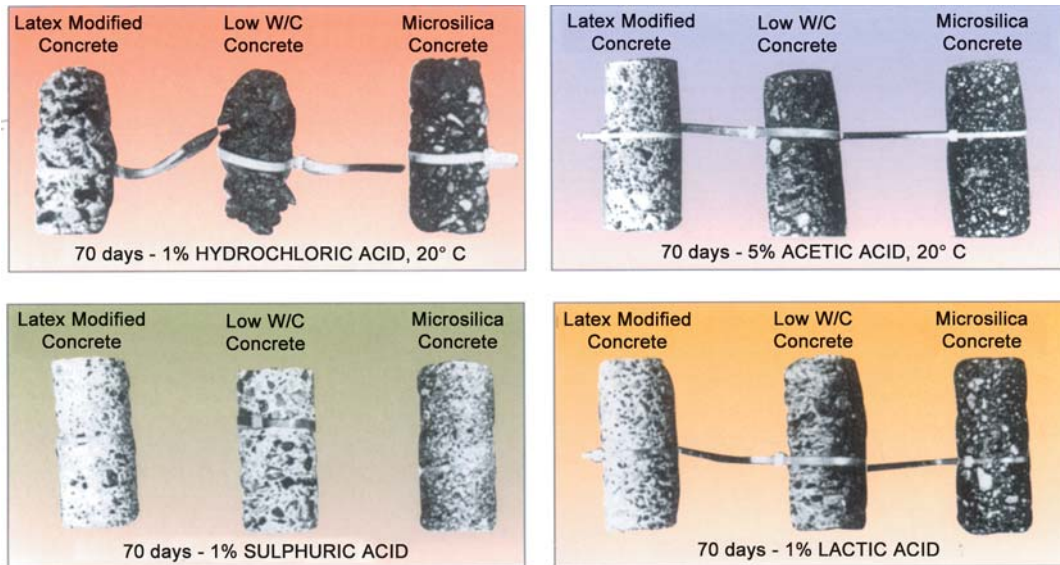 Latex Modified
Concrete
Low W/C
Concrete
Microsilica
Concrete
70 days - 1% HYDROCHLORIC ACID, 20° C
Latex Modified
Concrete
Low W/C
Concrete
Microsilica
Concrete
70 days - 5% ACETIC ACID, 20° C
Latex Modified
Concrete
Low W/C
Concrete
Microsilica
Concrete
70 days - 1% SULPHURIC ACID
Latex Modified
Concrete
Low W/C
Concrete
Microsilica
Concrete
70 days - 1% LACTIC ACID